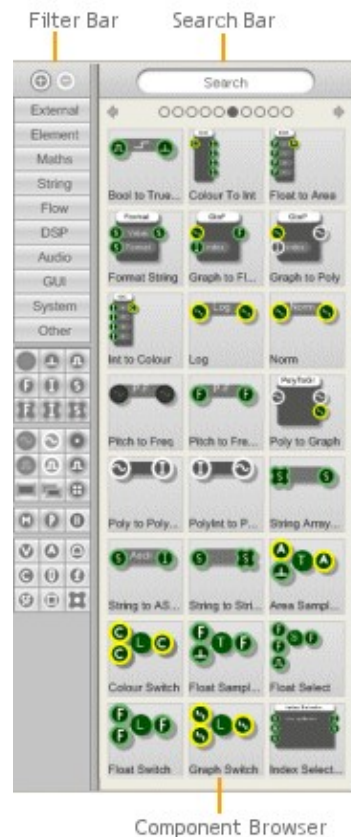 Filter Bar
Search Bar
Search
External
Element
Maths
String
Flow
DSP
Audio
GUI
System
Other
Bool to True...
Colour To Int
Float to Area
Format String
Graph to Fl...
Graph to Poly
Int to Colour
Log
Norm
Pitch to Freq
Pitch to Fre...
Poly to Graph
Poly to Poly...
PolyInt to P...
String Array...
String to AS...
String to Stri...
Area Sampl...
Colour Switch
Float Sampl...
Float Select
Float Switch
Graph Switch
Index Select...
Component Browser